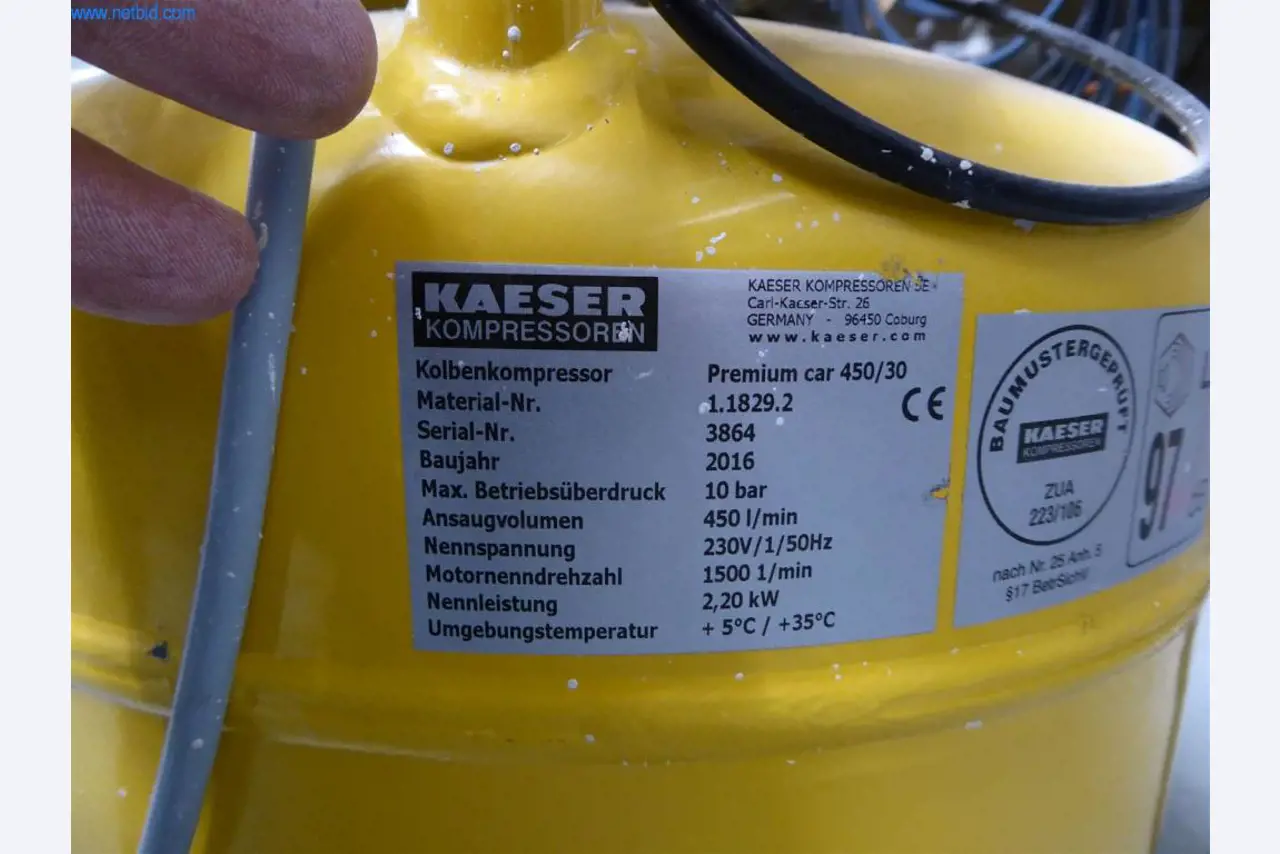 www.netbid.com
KAESER
KOMPRESSOREN
KAESER KOMPRESSOREN SE
Carl-Kaeser-Str. 26
GERMANY - 96450 Coburg
www.kaeser.com
Kolbenkompressor Premium car 450/30
Material-Nr. 1.1829.2
CE
Serial-Nr. 3864
Baujahr 2016
Max. Betriebsüberdruck 10 bar
Ansaugvolumen 450 l/min
Nennspannung 230V/1/50Hz
Motornenndrehzahl 1500 1/min
Nennleistung 2,20 kW
Umgebungstemperatur + 5°C / +35°C
BAUMUSTERGEPRÜFT
KAESER
KOMPRESSOREN
ZUA
223/106
nach Nr. 25 Anh. 5
§17 BetrSichV
97